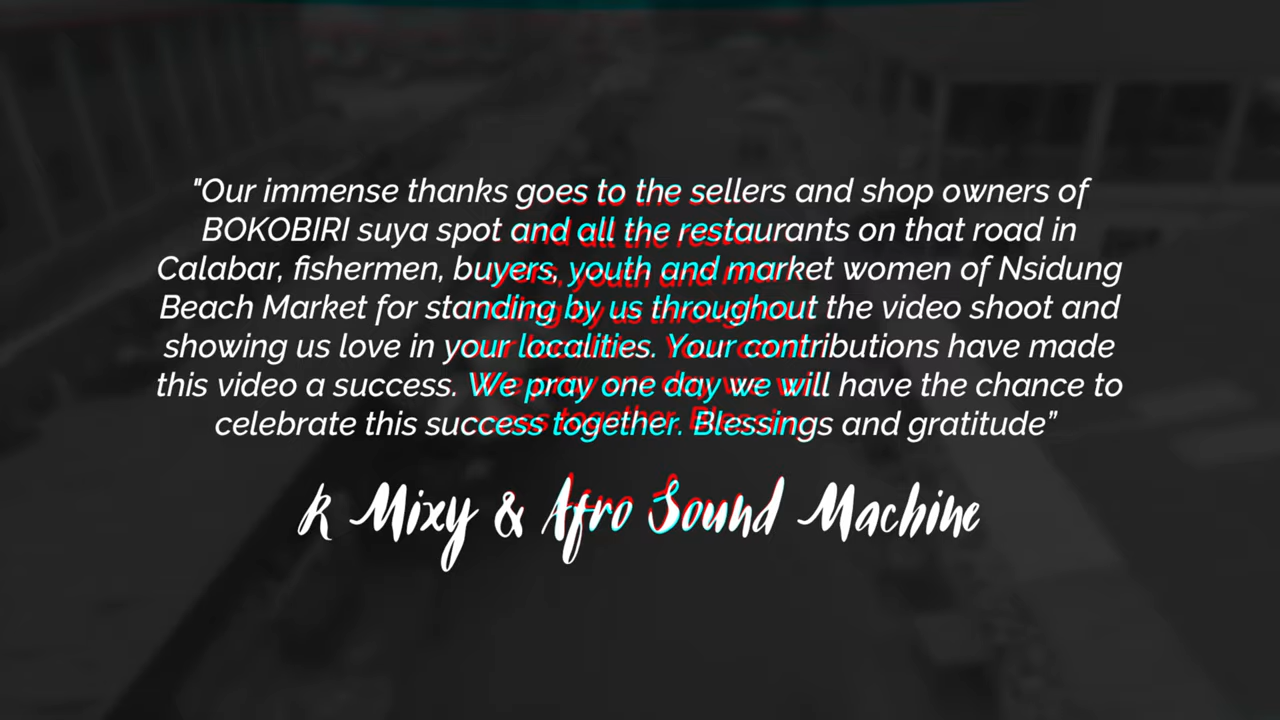 "Our immense thanks goes to the sellers and shop owners of
BOKOBIRI suya spot and all the restaurants on that road in
Calabar, fishermen, buyers, youth and market women of Nsidung
Beach Market for standing by us throughout the video shoot and
showing us love in your localities. Your contributions have made
this video a success. We pray one day we will have the chance to
celebrate this success together. Blessings and gratitude”
K Mixy & Afro Sound Machine